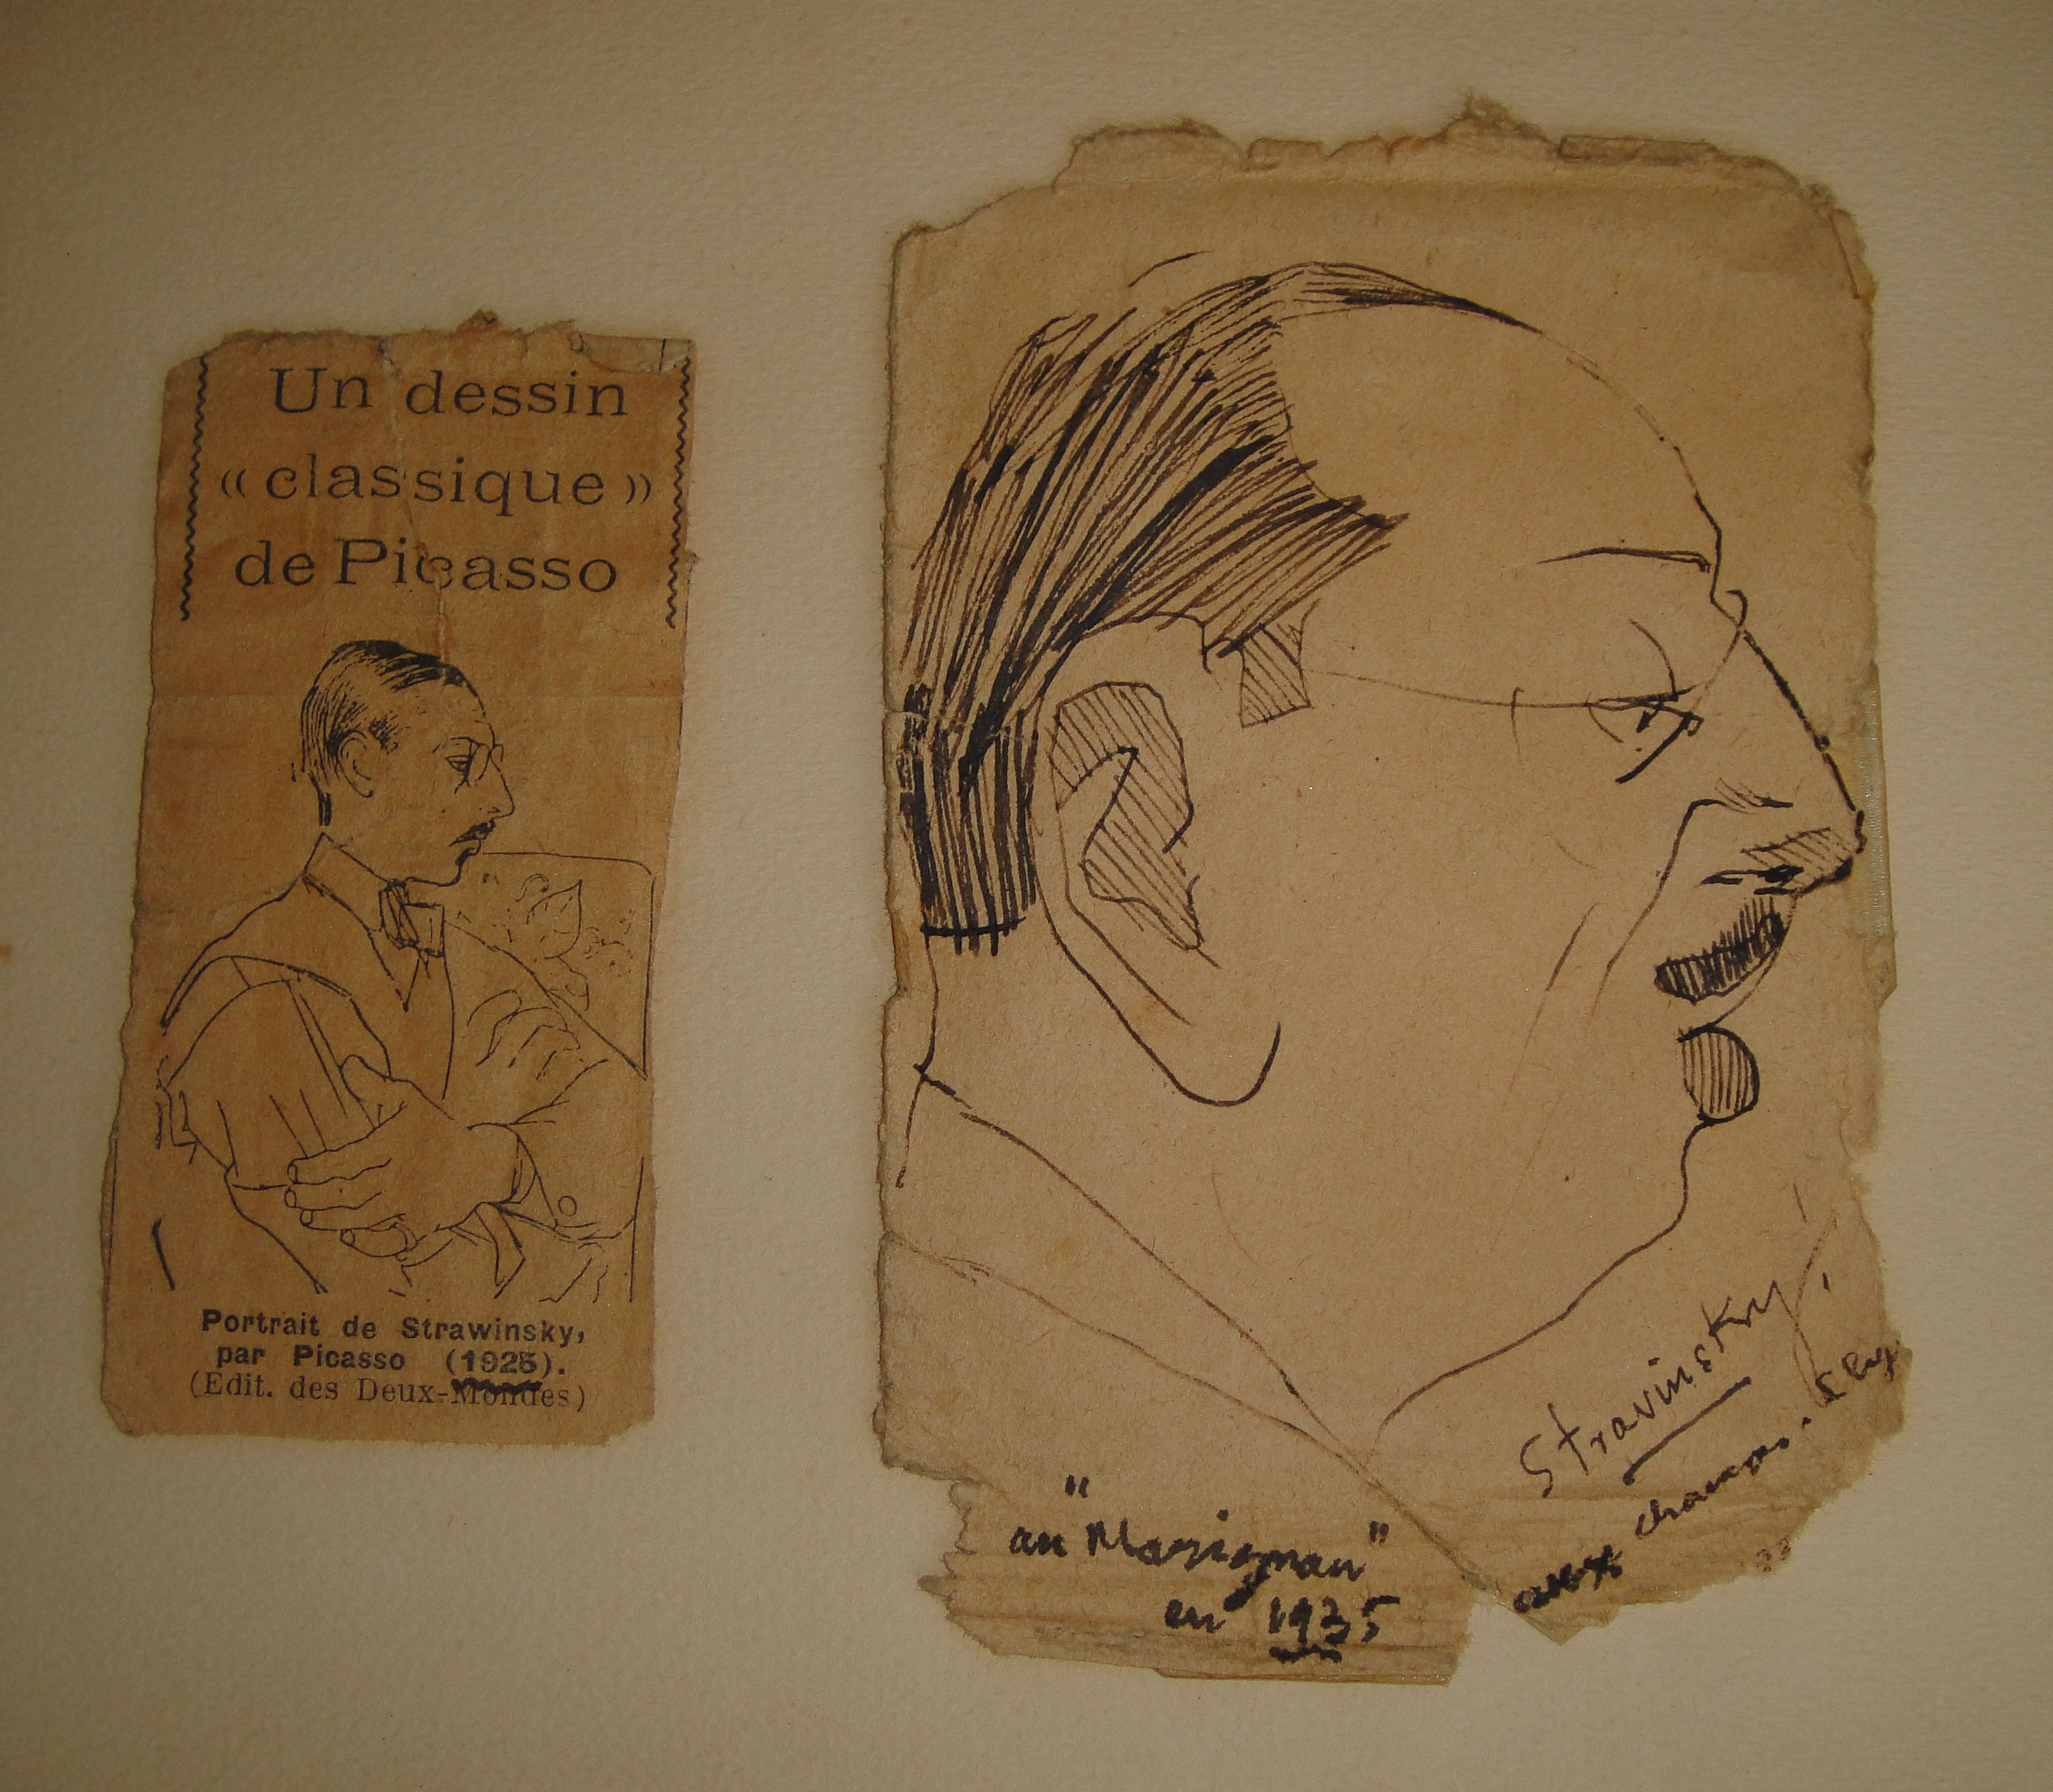 Un dessin
« classique »
de Picasso
Portrait de Strawinsky,
par Picasso (1925).
(Edit. des Deux-Mondes)
Stravinsky
aux champs-
"
au "Marignan"
en 1935